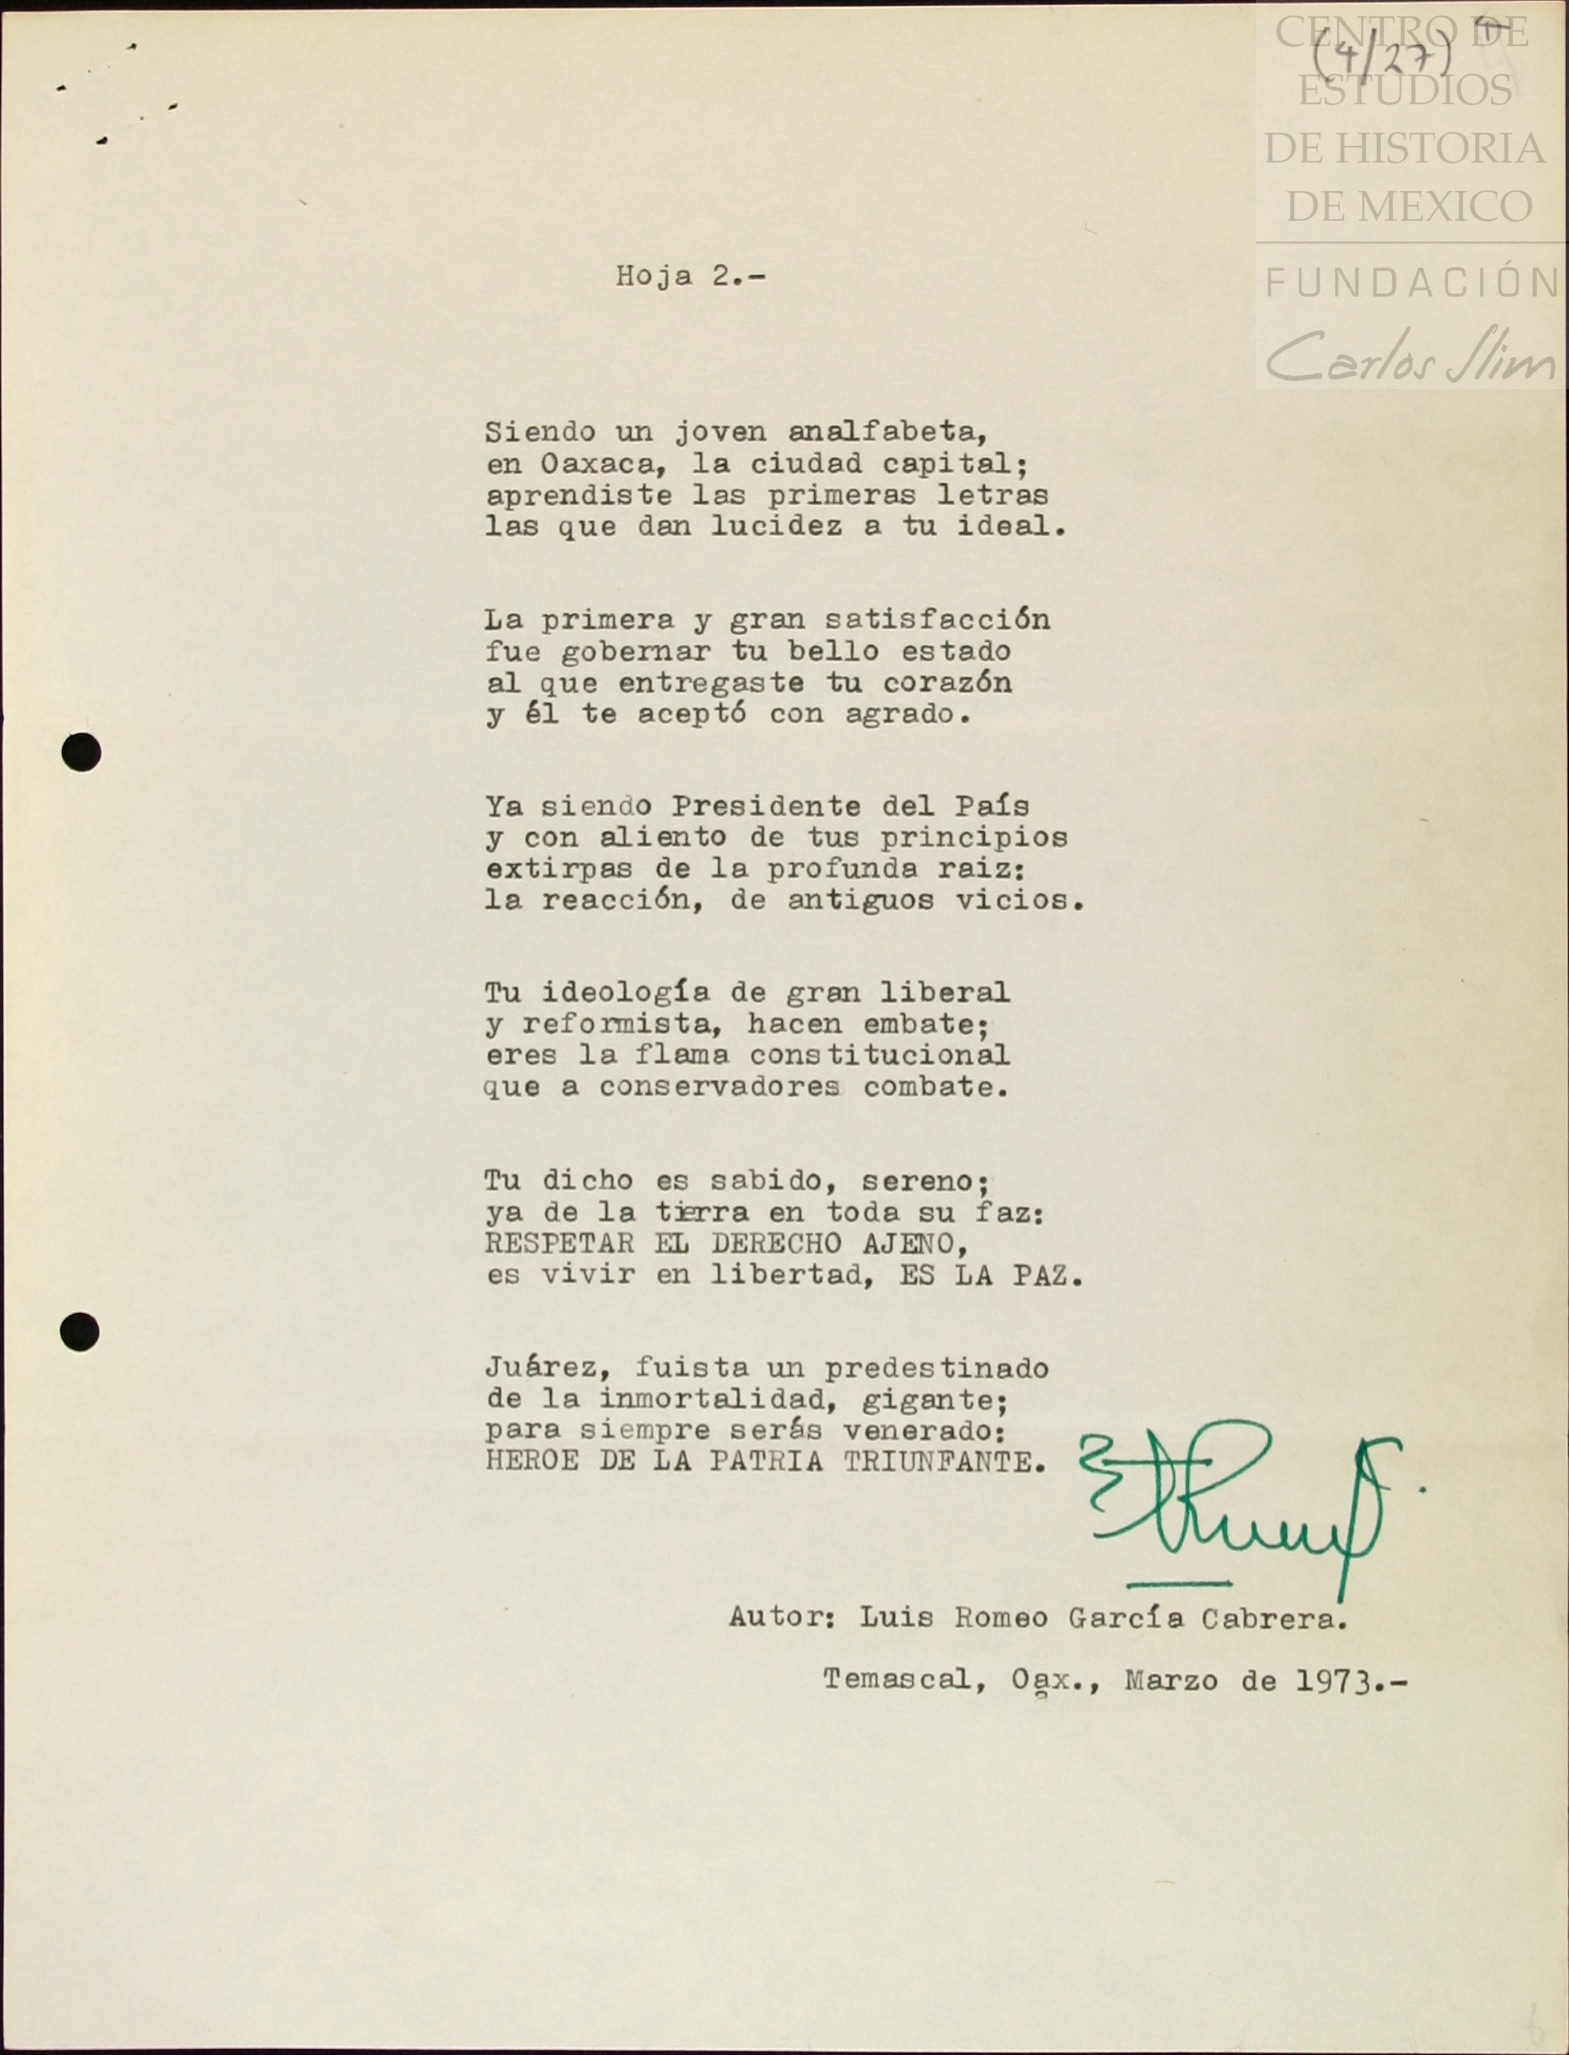 CENTRO DE
(4/27)
ESTUDIOS
DE HISTORIA
DE MEXICO
FUNDACIÓN
Carlos Slim
Hoja 2.-
Siendo un joven analfabeta,
en Oaxaca, la ciudad capital;
aprendiste las primeras letras
las que dan lucidez a tu ideal.
La primera y gran satisfacción
fue gobernar tu bello estado
al que entregaste tu corazón
y él te aceptó con agrado.
Ya siendo Presidente del País
y con aliento de tus principios
extirpas de la profunda raiz:
la reacción, de antiguos vicios.
Tu ideología de gran liberal
y reformista, hacen embate;
eres la flama constitucional
que a conservadores combate.
Tu dicho es sabido, sereno;
ya de la tierra en toda su faz:
RESPETAR EL DERECHO AJENO,
es vivir en libertad, ES LA PAZ.
Juárez, fuista un predestinado
de la inmortalidad, gigante;
para siempre serás venerado:
HEROE DE LA PATRIA TRIUNFANTE.
Autor: Luis Romeo García Cabrera.
Temascal, Oax., Marzo de 1973.-